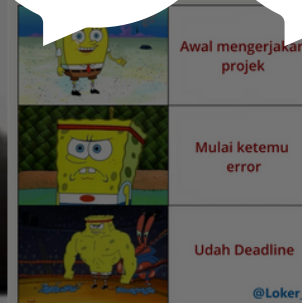 Awal mengerjakan
projek
Mulai ketemu
error
Udah Deadline
@Loker